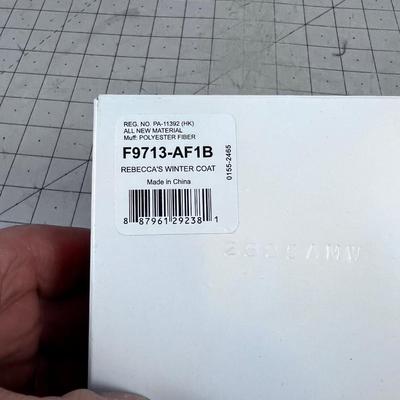 REG. NO. PA-11392 (HK)
ALL NEW MATERIAL
Muff: POLYESTER FIBER
F9713-AF1B
REBECCA'S WINTER COAT
Made in China
0155-2465
8 87961 29238 1